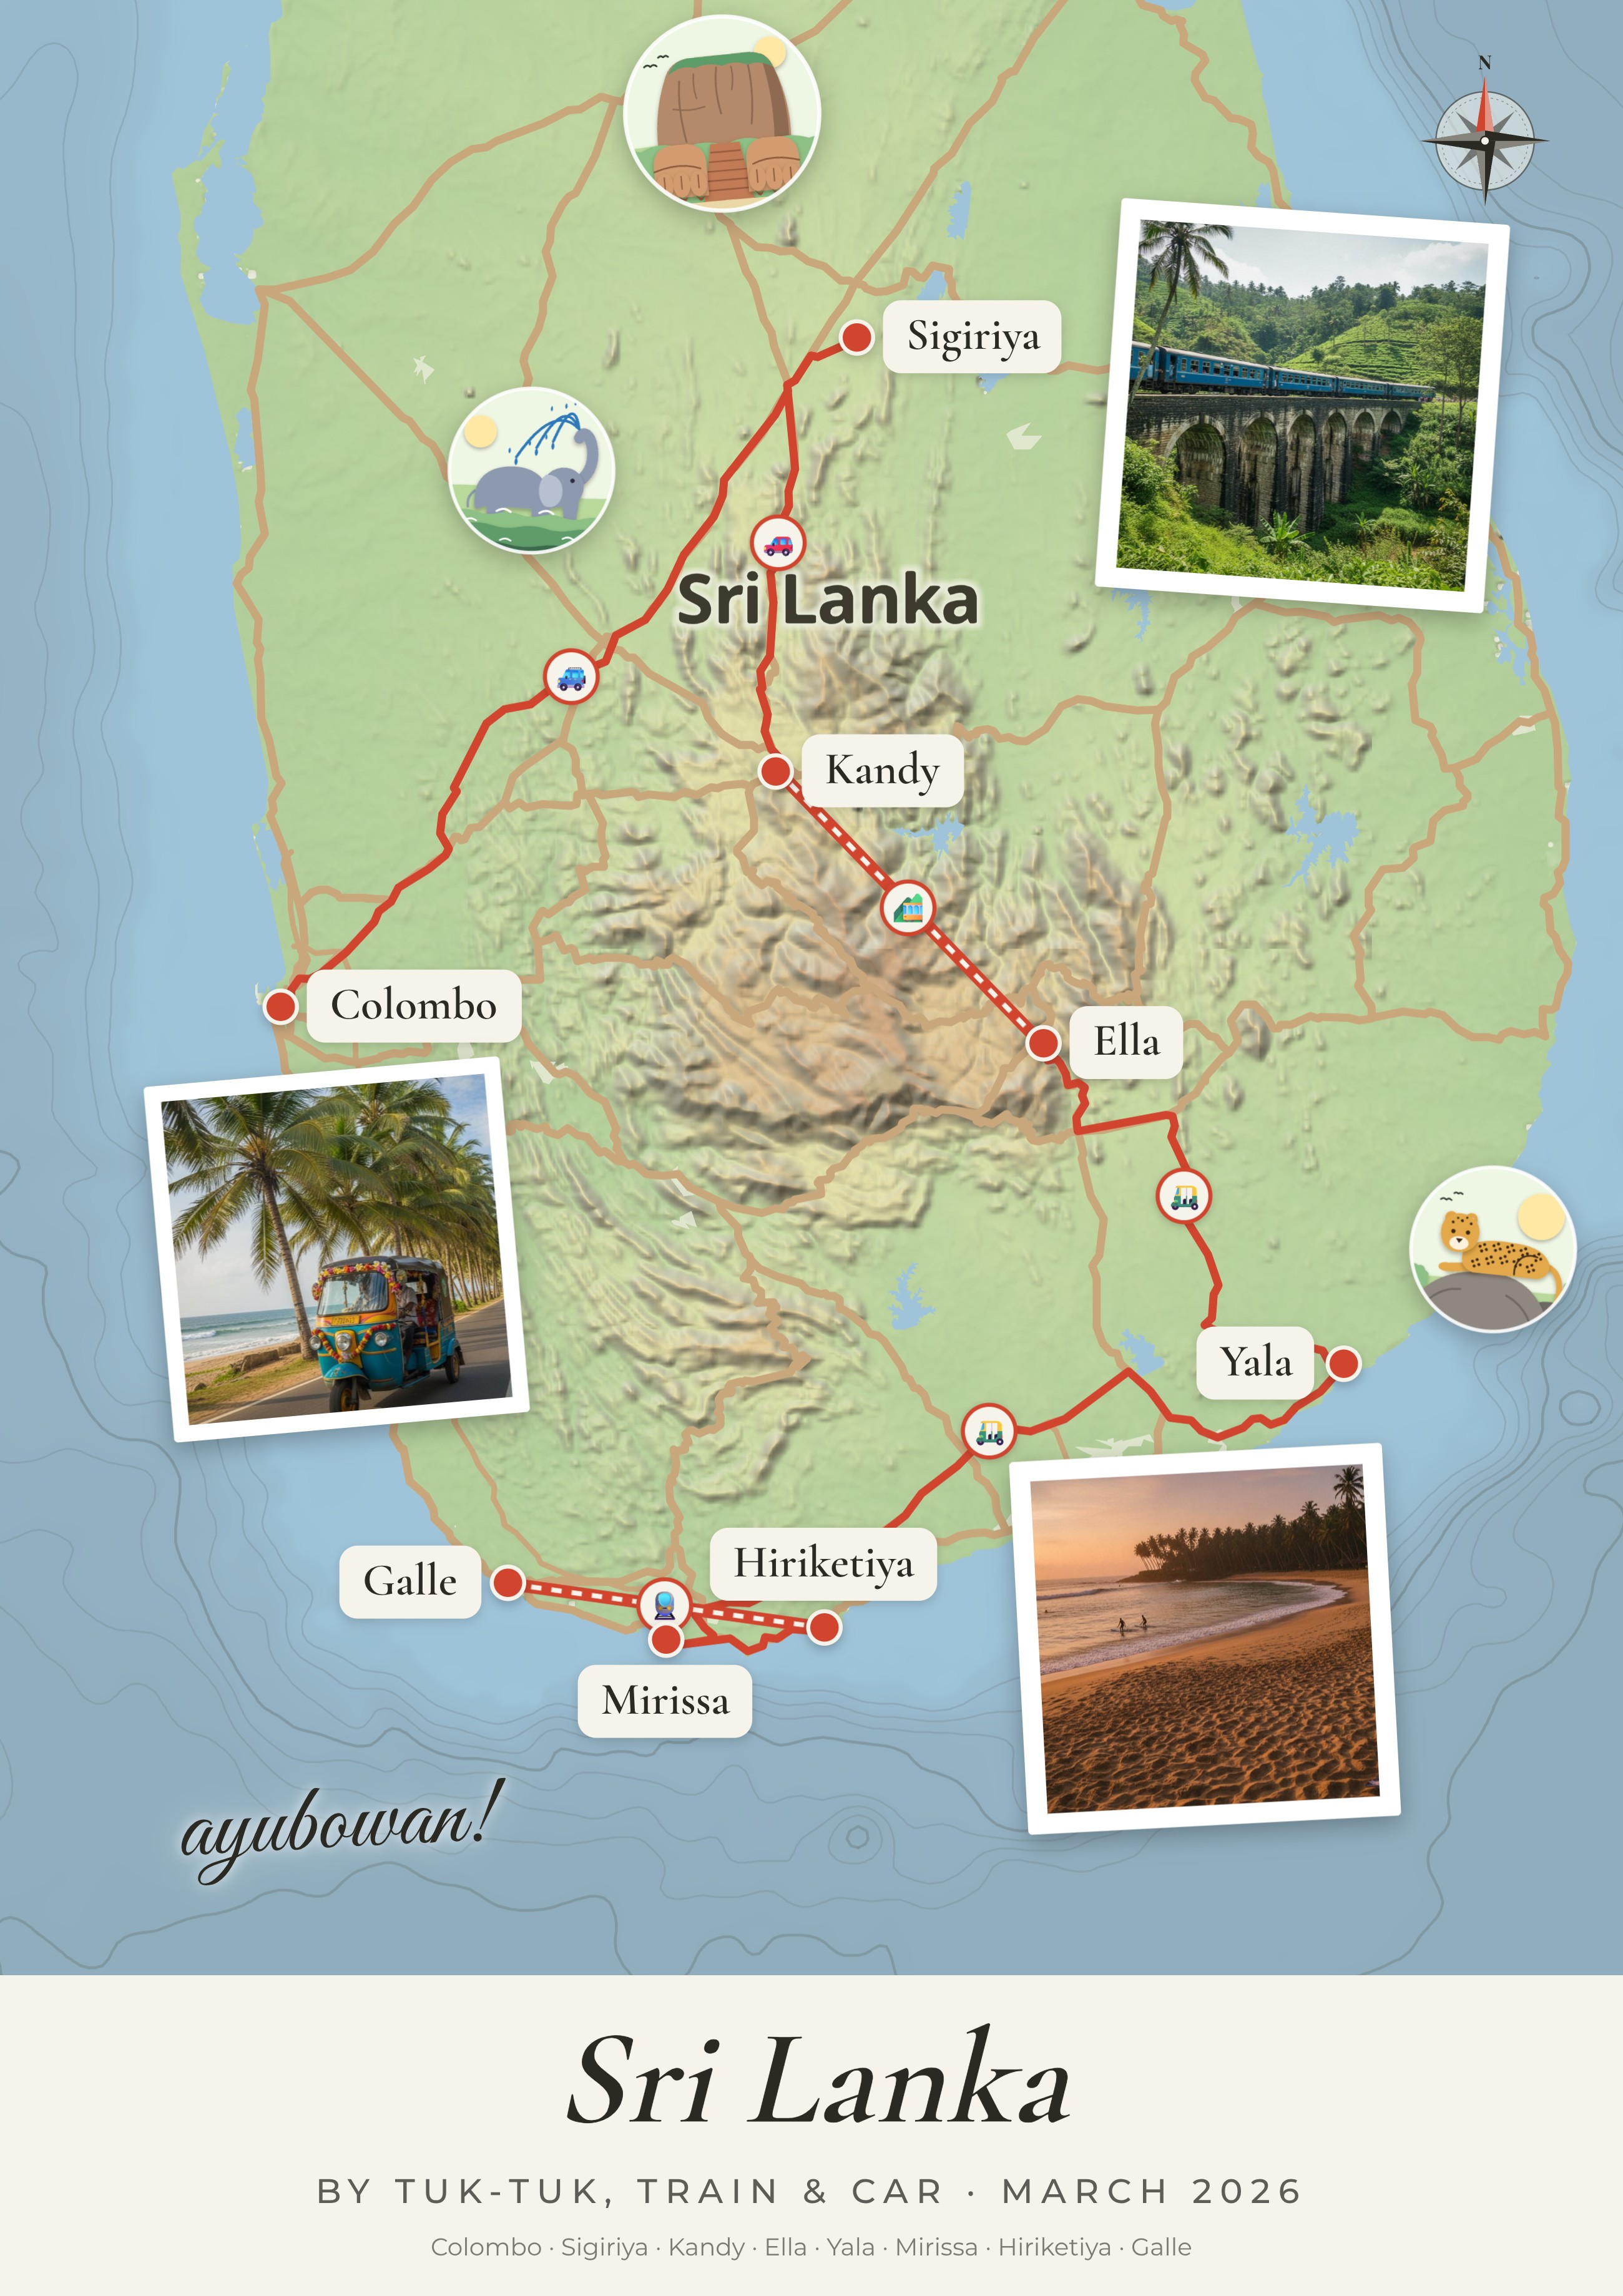 N
Sigiriya
Sri Lanka
Kandy
Colombo
Ella
Yala
Hiriketiya
Galle
Mirissa
ayubowan!
Sri Lanka
BY TUK-TUK, TRAIN & CAR · MARCH 2026
Colombo · Sigiriya · Kandy · Ella · Yala · Mirissa · Hiriketiya · Galle